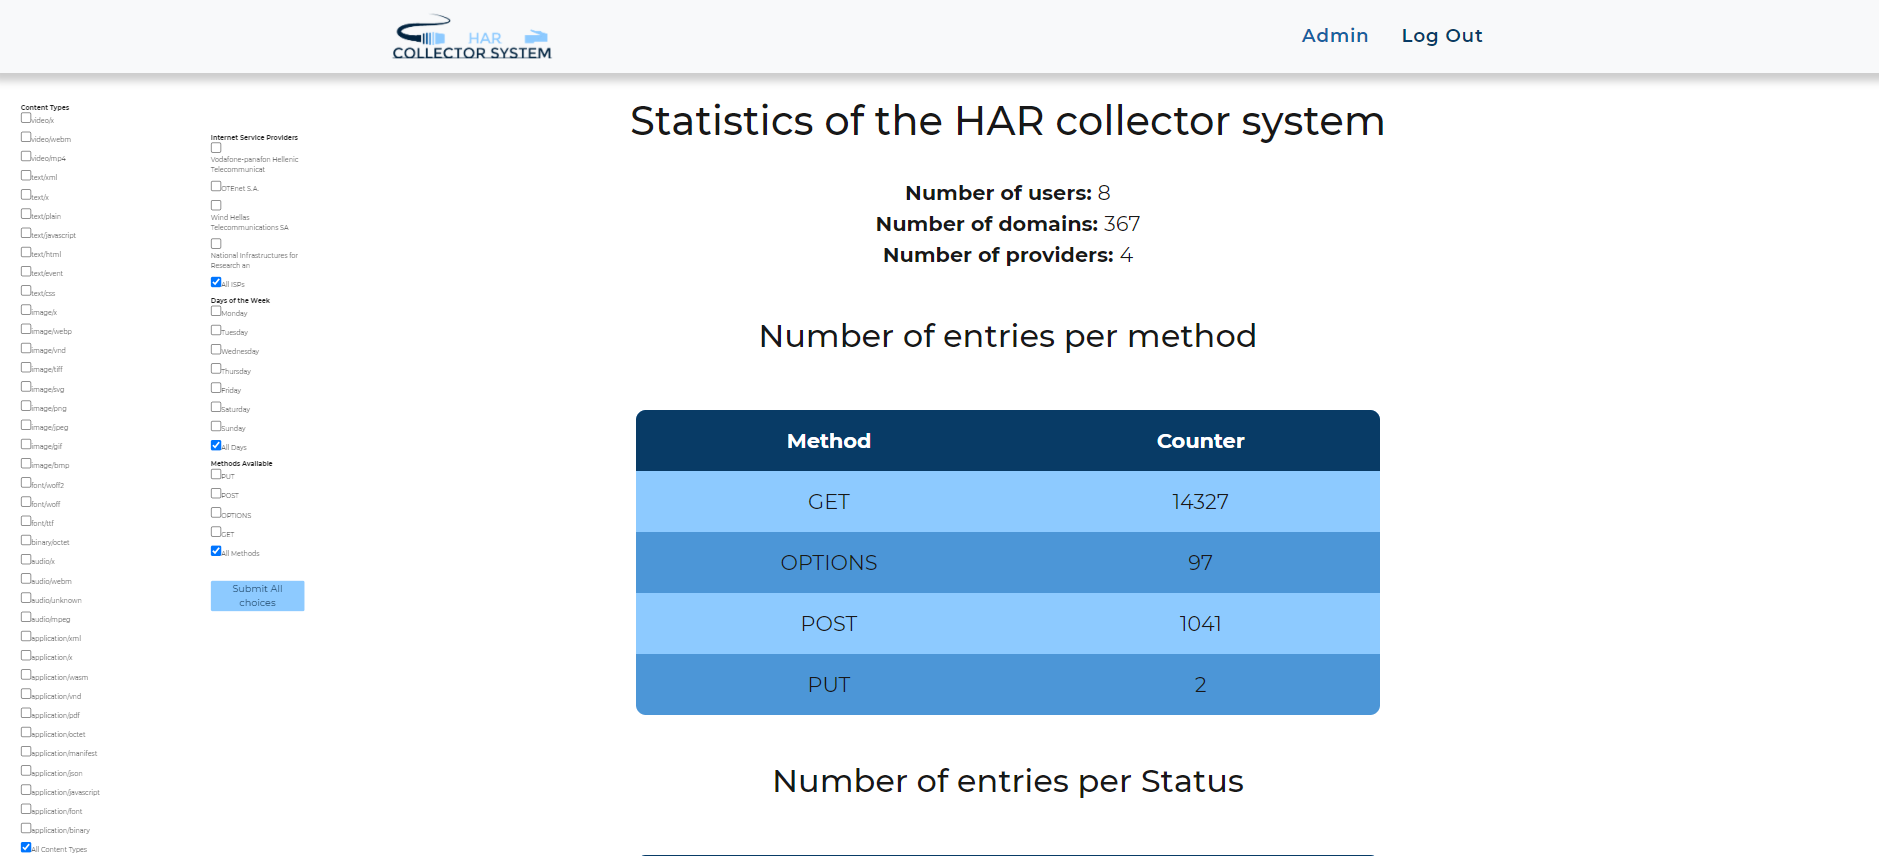 HAR
COLLECTOR SYSTEM
Admin
Log Out
Content Types
video/x
video/webm
video/mp4
text/xml
text/x
text/plain
text/javascript
text/html
text/event
text/css
image/x
image/webp
image/vnd
image/tiff
image/svg
image/png
image/jpeg
image/gif
image/bmp
font/woff2
font/woff
font/ttf
binary/octet
audio/x
audio/webm
audio/unknown
audio/mpeg
application/xml
application/x
application/wasm
application/vnd
application/pdf
application/octet
application/manifest
application/json
application/javascript
application/font
application/binary
All Content Types
Internet Service Providers
Vodafone-panafon Hellenic
Telecommunicat
OTEnet S.A.
Wind Hellas
Telecommunications SA
National Infrastructures for
Research an
All ISPs
Days of the Week
Monday
Tuesday
Wednesday
Thursday
Friday
Saturday
Sunday
All Days
Methods Available
PUT
POST
OPTIONS
GET
All Methods
Submit All
choices
Statistics of the HAR collector system
Number of users: 8
Number of domains: 367
Number of providers: 4
Number of entries per method
Method Counter
GET 14327
OPTIONS 97
POST 1041
PUT 2
Number of entries per Status